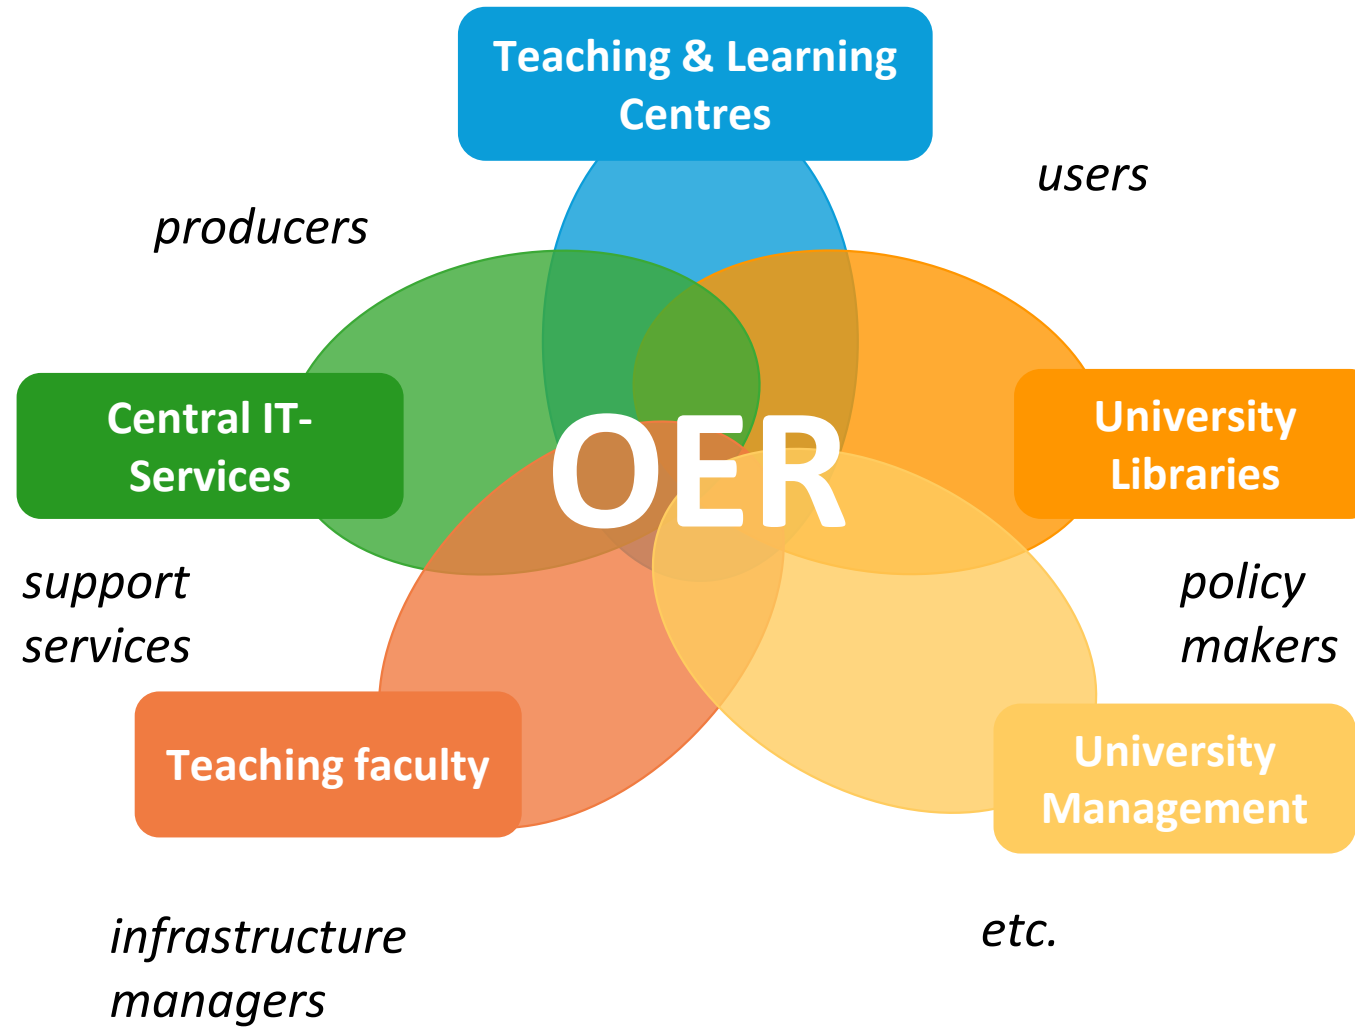 Teaching & Learning
Centres
users
producers
Central IT-
Services
University
Libraries
OER
support
services
policy
makers
Teaching faculty
University
Management
infrastructure
managers
etc.